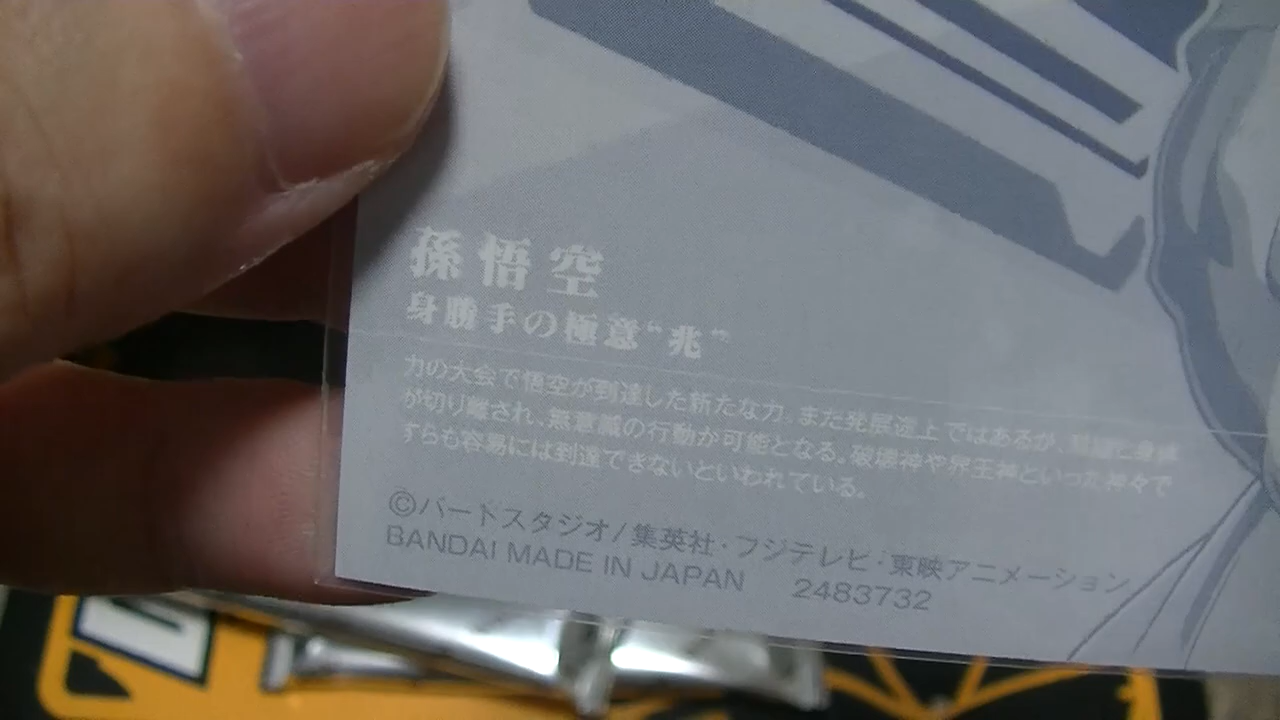 孫悟空
身勝手の極意“兆”
力の大会で悟空が到達した新たな力。また発展途上ではあるが、意識と身体
が切り離され、無意識の行動が可能となる。破壊神や界王神といった神々で
すらも容易には到達できないといわれている。
©バードスタジオ/集英社・フジテレビ・東映アニメーション
BANDAI MADE IN JAPAN 2483732